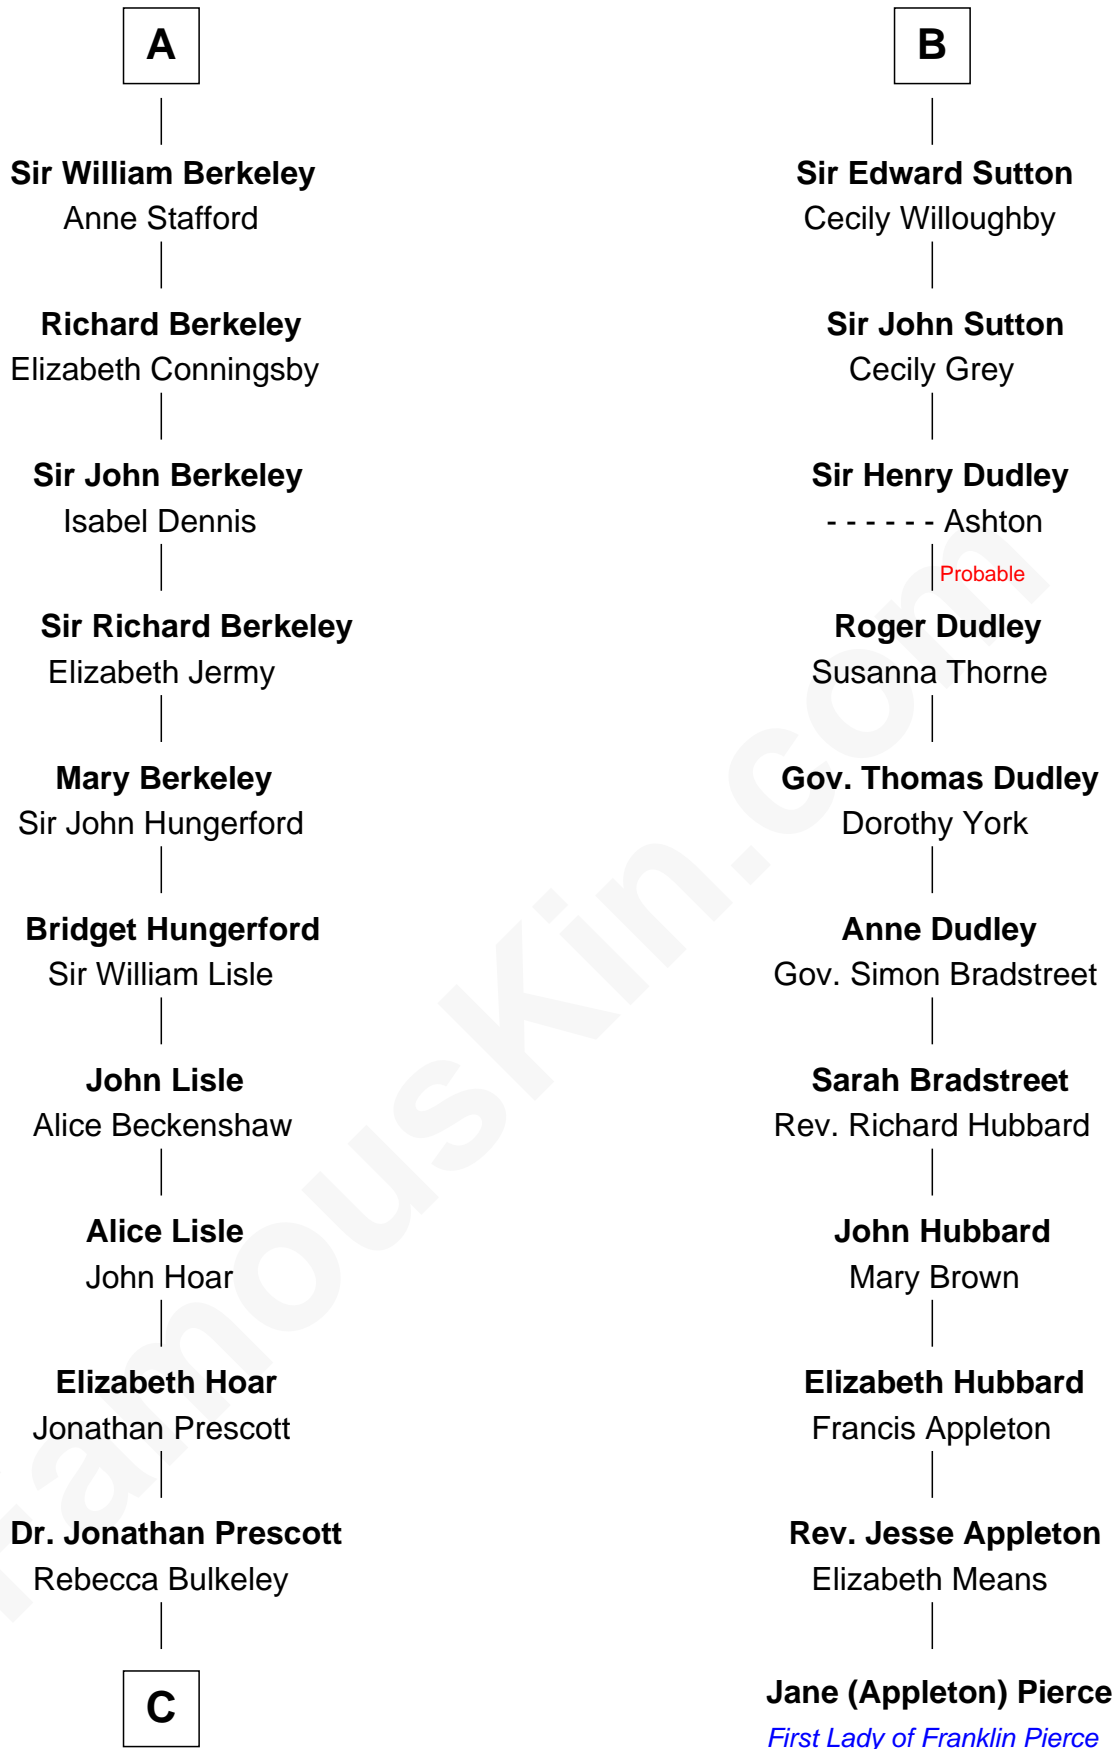 A
Sir William Berkeley
Anne Stafford
Richard Berkeley
Elizabeth Conningsby
Sir John Berkeley
Isabel Dennis
Sir Richard Berkeley
Elizabeth Jermy
Mary Berkeley
Sir John Hungerford
Bridget Hungerford
Sir William Lisle
John Lisle
Alice Beckenshaw
Alice Lisle
John Hoar
Elizabeth Hoar
Jonathan Prescott
Dr. Jonathan Prescott
Rebecca Bulkeley
C
B
Sir Edward Sutton
Cecily Willoughby
Sir John Sutton
Cecily Grey
Sir Henry Dudley
- - - - - - Ashton
Probable
Roger Dudley
Susanna Thorne
Gov. Thomas Dudley
Dorothy York
Anne Dudley
Gov. Simon Bradstreet
Sarah Bradstreet
Rev. Richard Hubbard
John Hubbard
Mary Brown
Elizabeth Hubbard
Francis Appleton
Rev. Jesse Appleton
Elizabeth Means
Jane (Appleton) Pierce
First Lady of Franklin Pierce
FamousKin.com